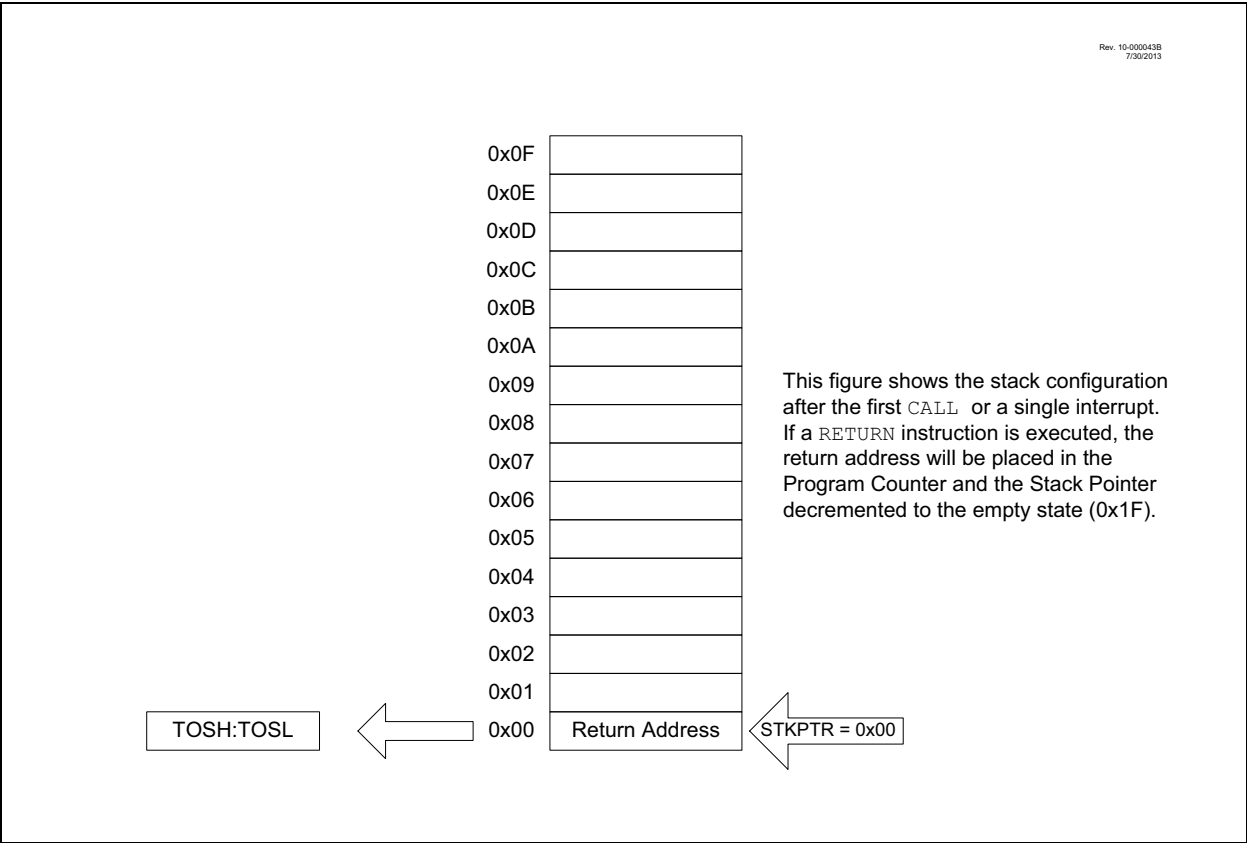 Rev. 10-000043B
7/30/2013
0x0F
0x0E
0x0D
0x0C
0x0B
0x0A
0x09
This figure shows the stack configuration
after the first CALL or a single interrupt.
If a RETURN instruction is executed, the
return address will be placed in the
Program Counter and the Stack Pointer
decremented to the empty state (0x1F).
0x08
0x07
0x06
0x05
0x04
0x03
0x02
0x01
TOSH:TOSL
0x00
Return Address
STKPTR = 0x00